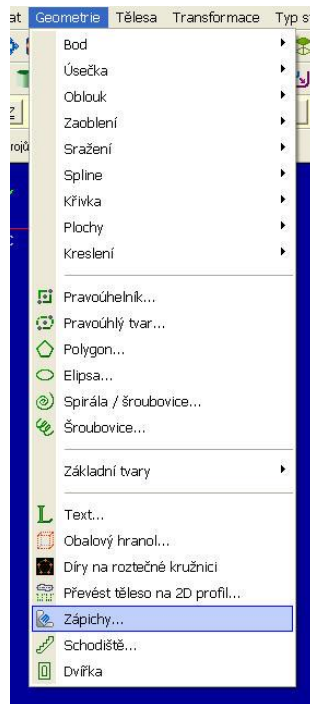 at Geometrie Tělesa Transformace Typ s
Bod
Úsečka
Oblouk
Zaoblení
rojů
Sražení
Spline
Křivka
Plochy
Kreslení
Pravoúhelník...
Pravoúhlý tvar...
Polygon...
Elipsa...
Spirála / šroubovice...
Šroubovice...
Základní tvary
Text...
Obalový hranol...
Díry na roztečné kružnici
Převést těleso na 2D profil...
Zápichy...
Schodiště...
Dvířka